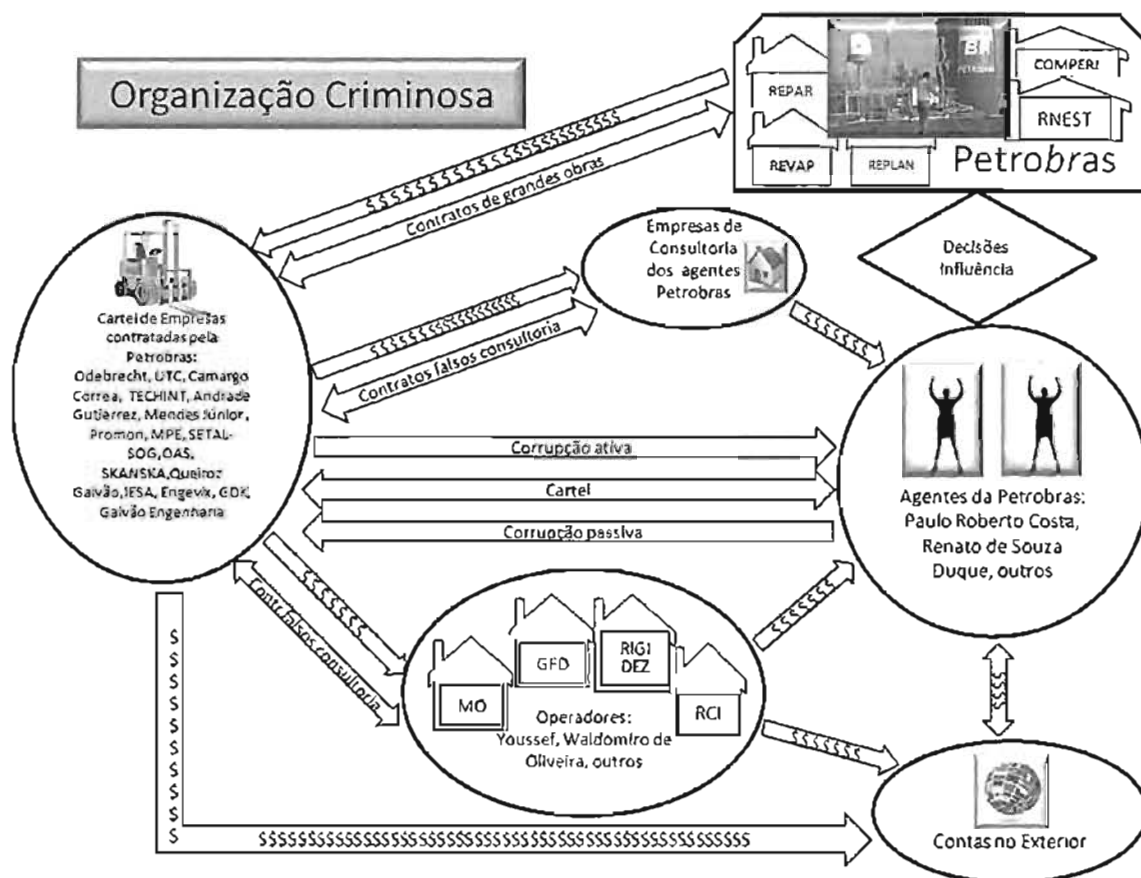 Organização Criminosa
REPAR
BR
PETROBRAS
COMPERJ
RNEST
REVAP
REPLAN
Petrobras
$$$$$$$$$$$$$$$$$$$$$$$$$$
Contratos de grandes obras
Empresas de
Consultoria
dos agentes
Petrobras
Decisões
Influência
Cartel de Empresas
contratadas pela
Petrobras:
Odebrecht, UTC, Camargo
Correa, TECHINT, Andrade
Gutierrez, Mendes Júnior,
Promon, MPE, SETAL-
SOG, OAS,
SKANSKA, Queiroz
Galvão, IESA, Engevix, GDK,
Galvão Engenharia
$$$$$$$$$$$$$$$$$$$$
Contratos falsos consultoria
$$$$$$$
Corrupção ativa
Cartel
Corrupção passiva
Agentes da Petrobras:
Paulo Roberto Costa,
Renato de Souza
Duque, outros
$$$$$$$
Contr. falsos consultoria
MO
GFD
RIGI
DEZ
RCI
Operadores:
Youssef, Waldomiro de
Oliveira, outros
$$$$$$$
$$$$$$$
$$$$
Contas no Exterior
$
$
$
$
$
$
$
$
$
$
$
$$$$$$$$$$$$$$$$$$$$$$$$$$$$$$$$$$$$$$$$$$$$$$$$$$